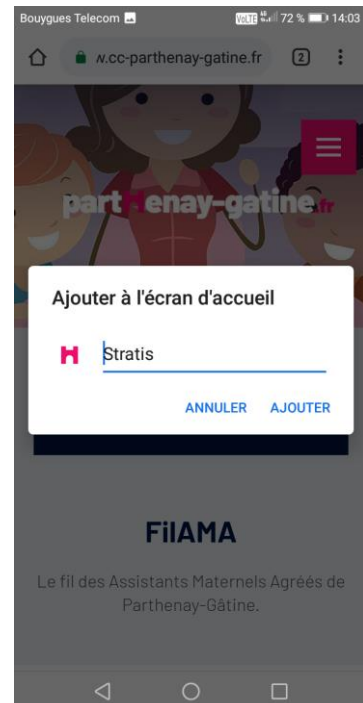 Bouygues Telecom VoLTE 72 % 14:03
w.cc-parthenay-gatine.fr 2
partHenay-gatine.fr
Ajouter à l'écran d'accueil
Stratis
ANNULER AJOUTER
FilAMA
Le fil des Assistants Maternels Agréés de
Parthenay-Gâtine.